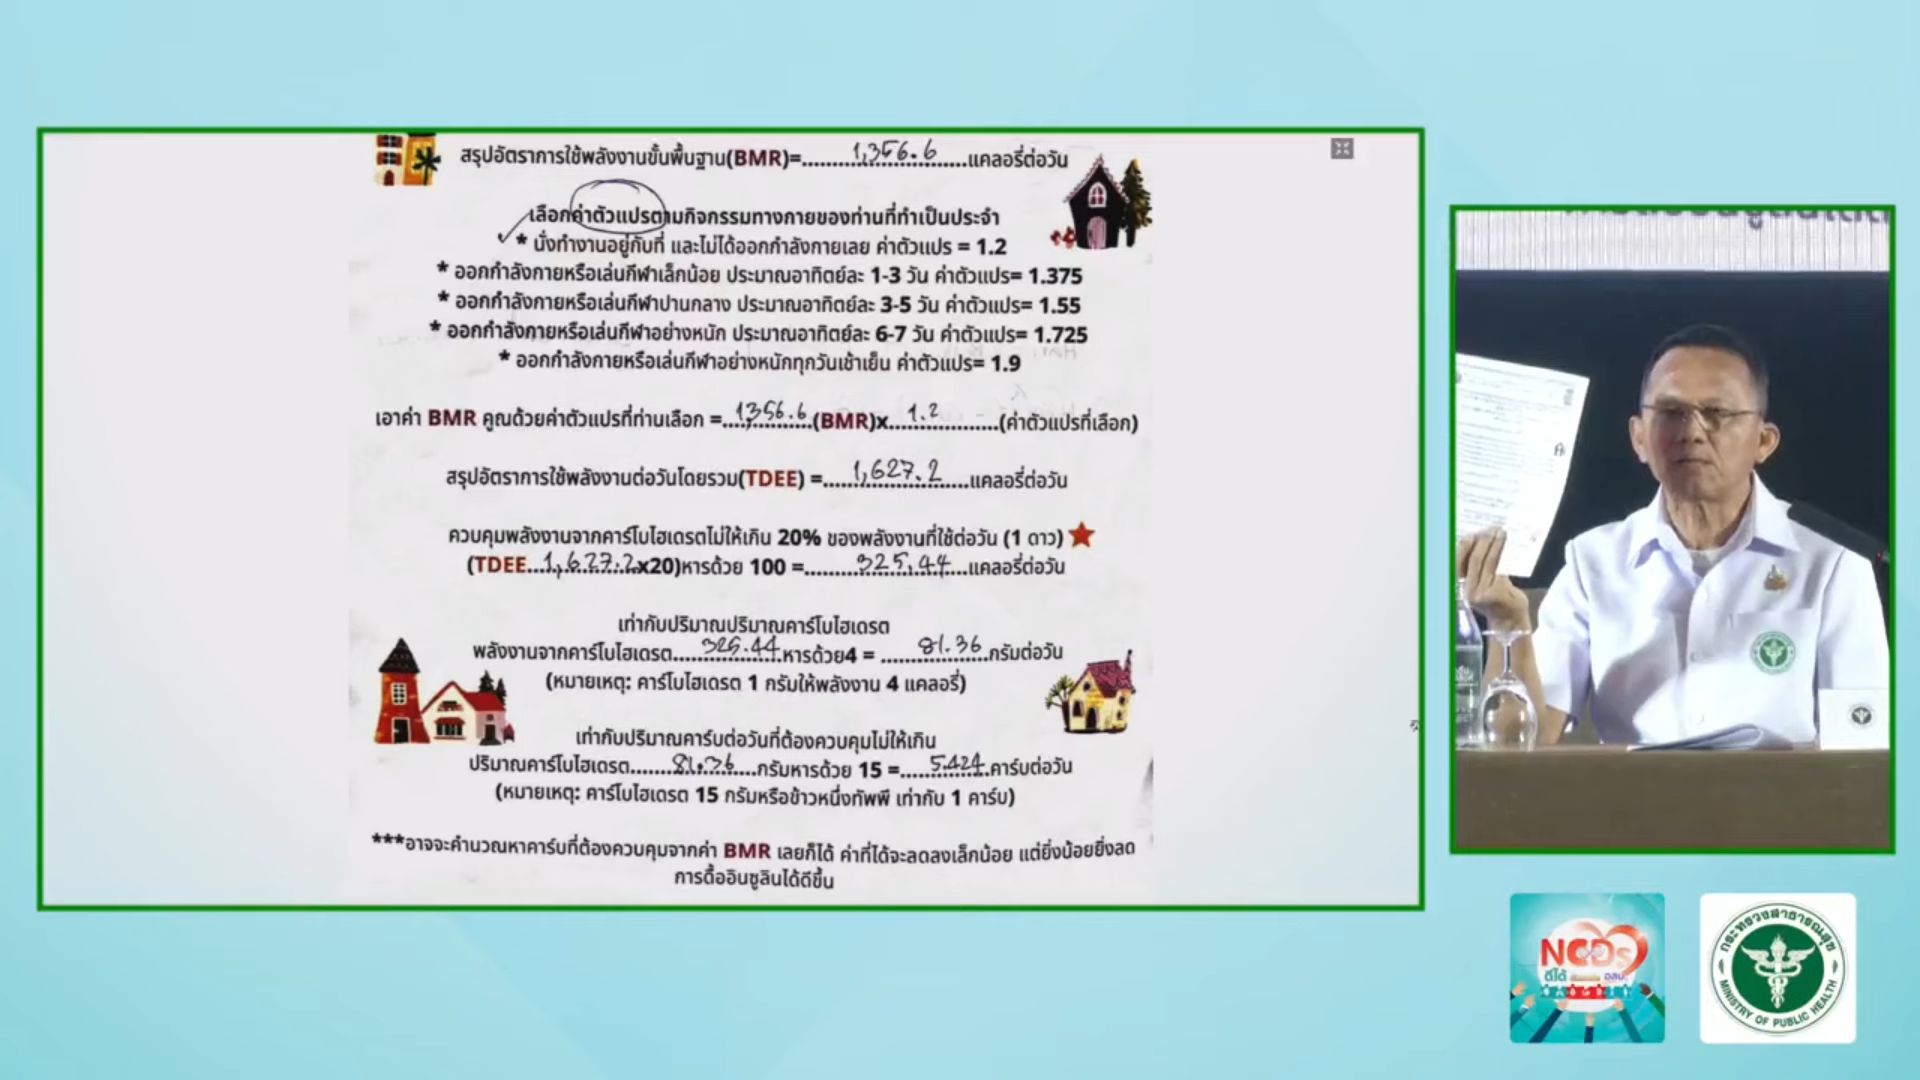 สรุปอัตราการใช้พลังงานขั้นพื้นฐาน(BMR)=..........1,356.6..........แคลอรี่ต่อวัน
เลือกค่าตัวแปรตามกิจกรรมทางกายของท่านที่ทำเป็นประจำ
* นั่งทำงานอยู่กับที่ และไม่ได้ออกกำลังกายเลย ค่าตัวแปร = 1.2
* ออกกำลังกายหรือเล่นกีฬาเล็กน้อย ประมาณอาทิตย์ละ 1-3 วัน ค่าตัวแปร= 1.375
* ออกกำลังกายหรือเล่นกีฬาปานกลาง ประมาณอาทิตย์ละ 3-5 วัน ค่าตัวแปร= 1.55
* ออกกำลังกายหรือเล่นกีฬาอย่างหนัก ประมาณอาทิตย์ละ 6-7 วัน ค่าตัวแปร= 1.725
* ออกกำลังกายหรือเล่นกีฬาอย่างหนักทุกวันเช้าเย็น ค่าตัวแปร= 1.9
เอาค่า BMR คูณด้วยค่าตัวแปรที่ท่านเลือก =...1356.6...(BMR)x...1.2...(ค่าตัวแปรที่เลือก)
สรุปอัตราการใช้พลังงานต่อวันโดยรวม(TDEE) =...1,627.2...แคลอรี่ต่อวัน
ควบคุมพลังงานจากคาร์โบไฮเดรตไม่ให้เกิน 20% ของพลังงานที่ใช้ต่อวัน (1 ดาว)
(TDEE...1,627.2...x20)หารด้วย 100 =...325.44...แคลอรี่ต่อวัน
เท่ากับปริมาณปริมาณคาร์โบไฮเดรต
พลังงานจากคาร์โบไฮเดรต...325.44...หารด้วย4 = ...81.36...กรัมต่อวัน
(หมายเหตุ: คาร์โบไฮเดรต 1 กรัมให้พลังงาน 4 แคลอรี่)
เท่ากับปริมาณคาร์บต่อวันที่ต้องควบคุมไม่ให้เกิน
ปริมาณคาร์โบไฮเดรต...81.36...กรัมหารด้วย 15 =...5.424...คาร์บต่อวัน
(หมายเหตุ: คาร์โบไฮเดรต 15 กรัมหรือข้าวหนึ่งทัพพี เท่ากับ 1 คาร์บ)
***อาจจะคำนวณหาคาร์บที่ต้องควบคุมจากค่า BMR เลยก็ได้ ค่าที่ได้จะลดลงเล็กน้อย แต่ยิ่งน้อยยิ่งลด
การดื้ออินซูลินได้ดีขึ้น
NCDs
ดีได้
อสม.
กระทรวงสาธารณสุข
MINISTRY OF PUBLIC HEALTH